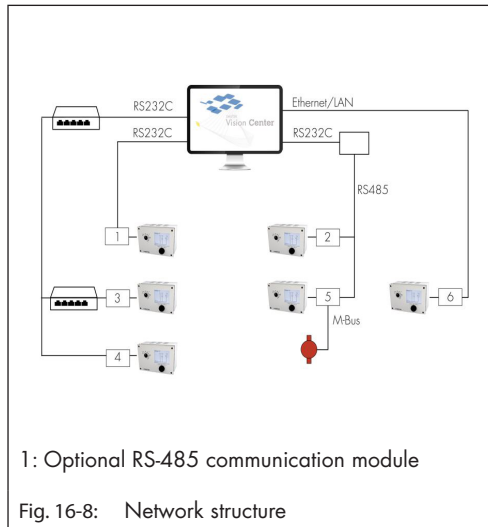 RS232C
Ethernet/LAN
Vision Center
RS232C
RS232C
RS485
1
2
3
5
6
M-Bus
4
1: Optional RS-485 communication module
Fig. 16-8: Network structure